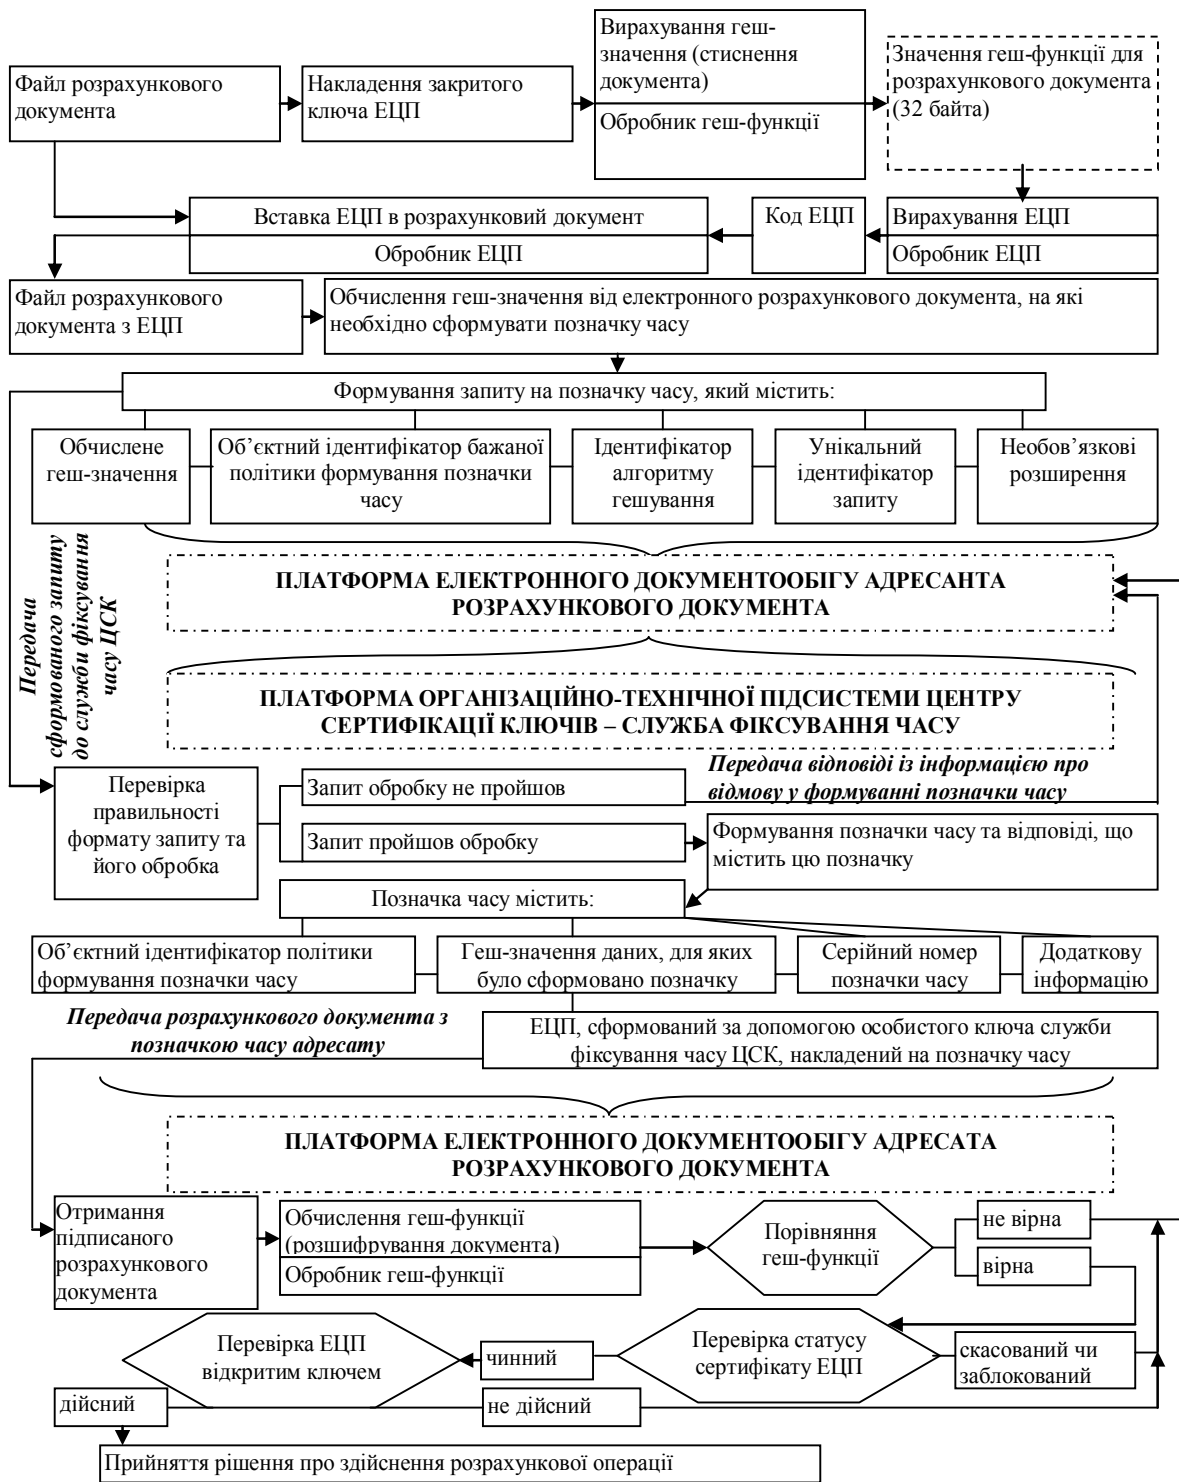 Файл розрахункового
документа
Накладення закритого
ключа ЕЦП
Вирахування геш-
значення (стиснення
документа)
Обробник геш-функції
Значення геш-функції для
розрахункового документа
(32 байта)
Вставка ЕЦП в розрахунковий документ
Обробник ЕЦП
Код ЕЦП
Вирахування ЕЦП
Обробник ЕЦП
Файл розрахункового
документа з ЕЦП
Обчислення геш-значення від електронного розрахункового документа, на які
необхідно сформувати позначку часу
Формування запиту на позначку часу, який містить:
Обчислене
геш-значення
Об’єктний ідентифікатор бажаної
політики формування позначки
часу
Ідентифікатор
алгоритму
гешування
Унікальний
ідентифікатор
запиту
Необов’язкові
розширення
Передача
сформованого запиту
до служби фіксування
часу ЦСК
ПЛАТФОРМА ЕЛЕКТРОННОГО ДОКУМЕНТООБІГУ АДРЕСАНТА
РОЗРАХУНКОВОГО ДОКУМЕНТА
ПЛАТФОРМА ОРГАНІЗАЦІЙНО-ТЕХНІЧНОЇ ПІДСИСТЕМИ ЦЕНТРУ
СЕРТИФІКАЦІЇ КЛЮЧІВ – СЛУЖБА ФІКСУВАННЯ ЧАСУ
Перевірка
правильності
формату запиту та
його обробка
Запит обробку не пройшов
Передача відповіді із інформацією про
відмову у формуванні позначки часу
Запит пройшов обробку
Формування позначки часу та відповіді, що
містить цю позначку
Позначка часу містить:
Об’єктний ідентифікатор політики
формування позначки часу
Геш-значення даних, для яких
було сформовано позначку
Серійний номер
позначки часу
Додаткову
інформацію
Передача розрахункового документа з
позначкою часу адресату
ЕЦП, сформований за допомогою особистого ключа служби
фіксування часу ЦСК, накладений на позначку часу
ПЛАТФОРМА ЕЛЕКТРОННОГО ДОКУМЕНТООБІГУ АДРЕСАТА
РОЗРАХУНКОВОГО ДОКУМЕНТА
Отримання
підписаного
розрахункового
документа
Обчислення геш-функції
(розшифрування документа)
Обробник геш-функції
Порівняння
геш-функції
не вірна
вірна
Перевірка ЕЦП
відкритим ключем
чинний
Перевірка статусу
сертифікату ЕЦП
скасований чи
заблокований
дійсний
не дійсний
Прийняття рішення про здійснення розрахункової операції